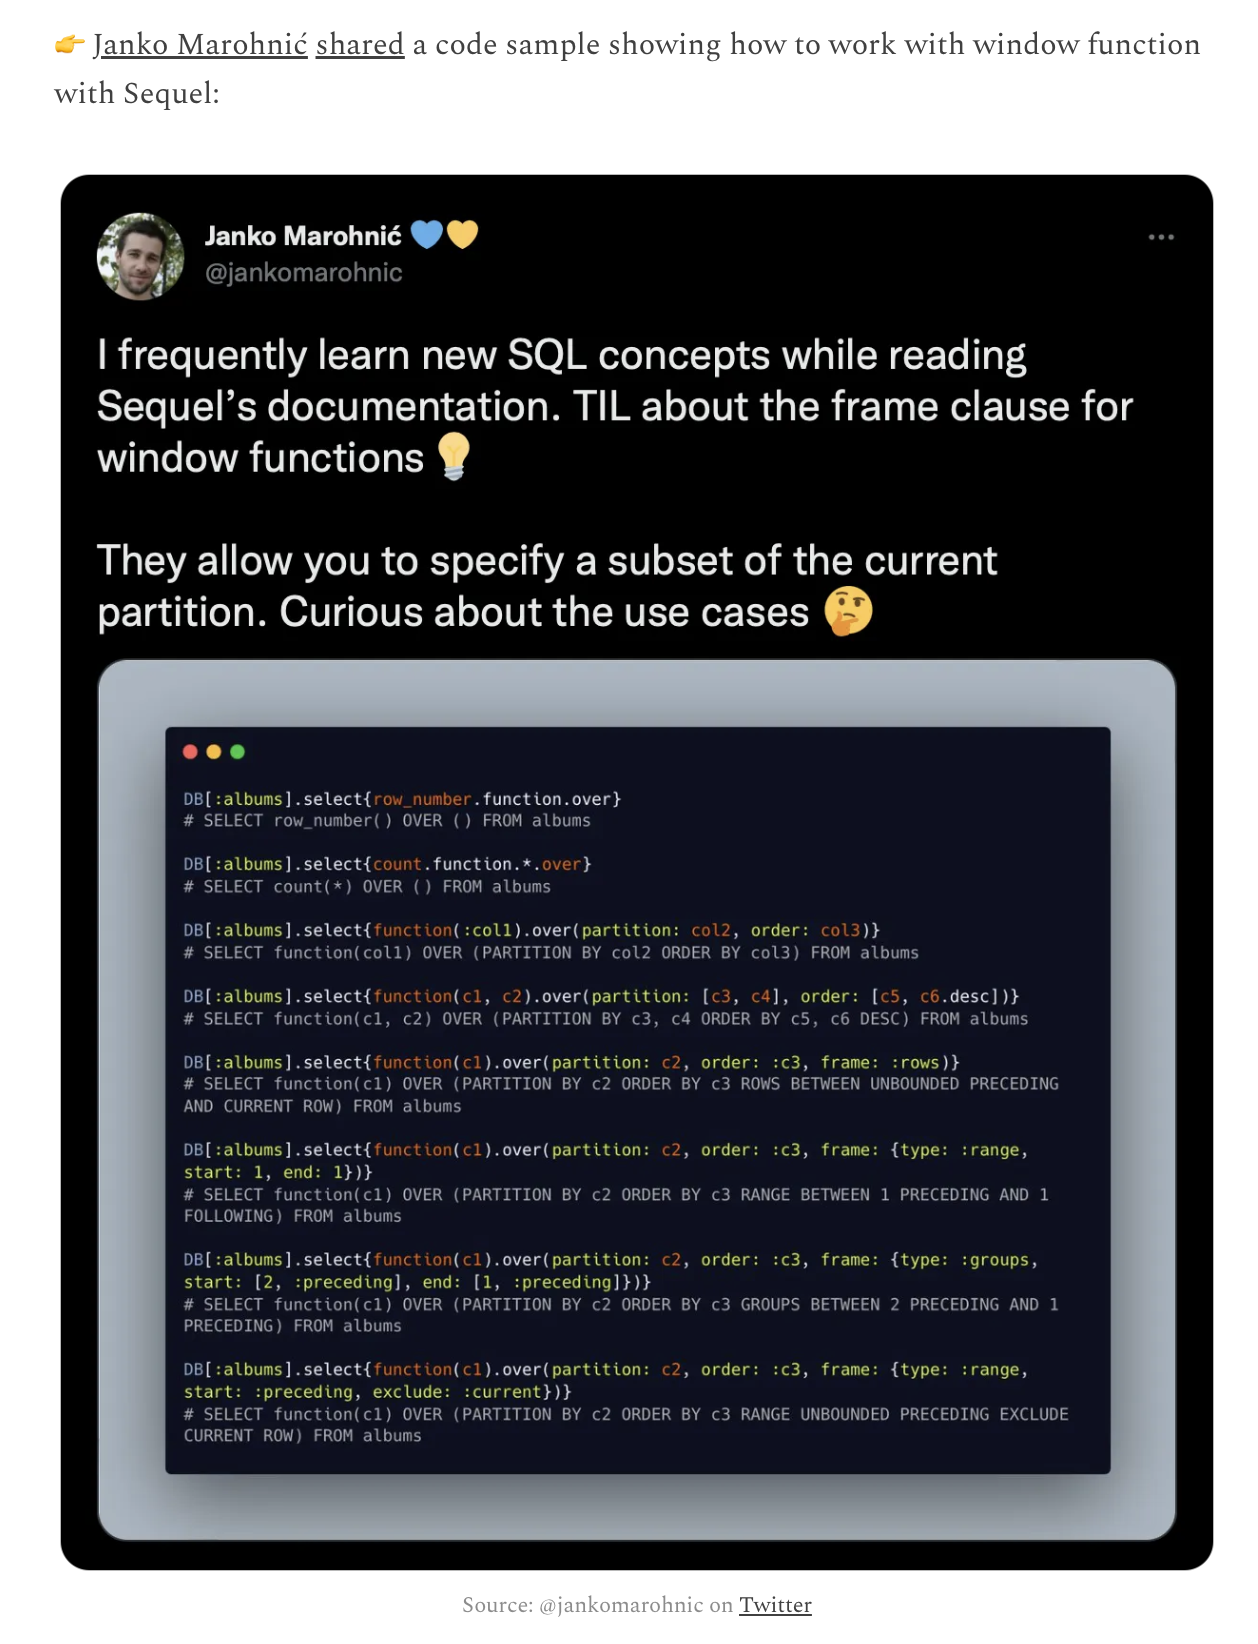 👉 Janko Marohnić shared a code sample showing how to work with window function
with Sequel:
Janko Marohnić 💙💛
@jankomarohnic
I frequently learn new SQL concepts while reading
Sequel’s documentation. TIL about the frame clause for
window functions 💡
They allow you to specify a subset of the current
partition. Curious about the use cases 🤔
DB[:albums].select{row_number.function.over}
# SELECT row_number() OVER () FROM albums
DB[:albums].select{count.function.*.over}
# SELECT count(*) OVER () FROM albums
DB[:albums].select{function(:col1).over(partition: col2, order: col3)}
# SELECT function(col1) OVER (PARTITION BY col2 ORDER BY col3) FROM albums
DB[:albums].select{function(c1, c2).over(partition: [c3, c4], order: [c5, c6.desc])}
# SELECT function(c1, c2) OVER (PARTITION BY c3, c4 ORDER BY c5, c6 DESC) FROM albums
DB[:albums].select{function(c1).over(partition: c2, order: :c3, frame: :rows)}
# SELECT function(c1) OVER (PARTITION BY c2 ORDER BY c3 ROWS BETWEEN UNBOUNDED PRECEDING
AND CURRENT ROW) FROM albums
DB[:albums].select{function(c1).over(partition: c2, order: :c3, frame: {type: :range,
start: 1, end: 1})}
# SELECT function(c1) OVER (PARTITION BY c2 ORDER BY c3 RANGE BETWEEN 1 PRECEDING AND 1
FOLLOWING) FROM albums
DB[:albums].select{function(c1).over(partition: c2, order: :c3, frame: {type: :groups,
start: [2, :preceding], end: [1, :preceding]})}
# SELECT function(c1) OVER (PARTITION BY c2 ORDER BY c3 GROUPS BETWEEN 2 PRECEDING AND 1
PRECEDING) FROM albums
DB[:albums].select{function(c1).over(partition: c2, order: :c3, frame: {type: :range,
start: :preceding, exclude: :current})}
# SELECT function(c1) OVER (PARTITION BY c2 ORDER BY c3 RANGE UNBOUNDED PRECEDING EXCLUDE
CURRENT ROW) FROM albums
Source: @jankomarohnic on Twitter